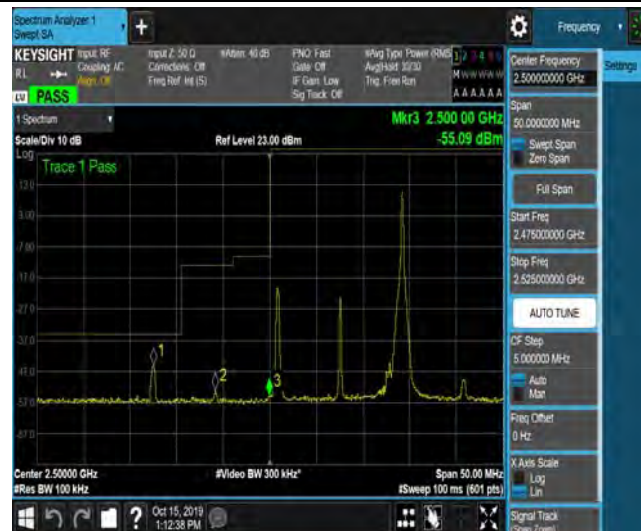 Spectrum Analyzer 1
Swept SA
+
Frequency
KEYSIGHT
RL
Input: RF
Coupling: AC
Align: Off
Input Z: 50 Ω
Corrections: Off
Freq Ref: Int (S)
#Atten: 40 dB
PNO: Fast
Gate: Off
IF Gain: Low
Sig Track: Off
#Avg Type: Power (RMS
Avg|Hold: 30/30
Trig: Free Run
A A A A A A
LV PASS
1 Spectrum
Scale/Div 10 dB
Ref Level 23.00 dBm
Mkr3 2.500 00 GHz
-55.09 dBm
Log
Trace 1 Pass
13.0
3.00
-7.00
-17.0
-27.0
-37.0
-47.0
-57.0
-67.0
1
2
3
Center 2.50000 GHz
#Res BW 100 kHz
#Video BW 300 kHz*
Span 50.00 MHz
#Sweep 100 ms (601 pts)
Center Frequency
2.500000000 GHz
Settings
Span
50.0000000 MHz
Swept Span
Zero Span
Full Span
Start Freq
2.475000000 GHz
Stop Freq
2.525000000 GHz
AUTO TUNE
CF Step
5.000000 MHz
Auto
Man
Freq Offset
0 Hz
X Axis Scale
Log
Lin
Signal Track
(Span Zoom)
?
Oct 15, 2019
1:12:38 PM